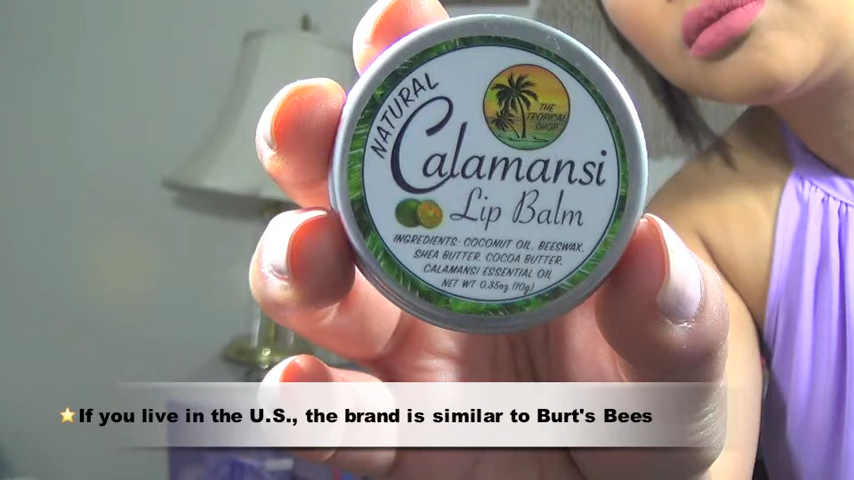 NATURAL
THE
TROPICAL
SHOP
Calamansi
Lip Balm
INGREDIENTS: COCONUT OIL, BEESWAX,
SHEA BUTTER, COCOA BUTTER,
CALAMANSI ESSENTIAL OIL
NET WT 0.35oz (10g)
If you live in the U.S., the brand is similar to Burt's Bees